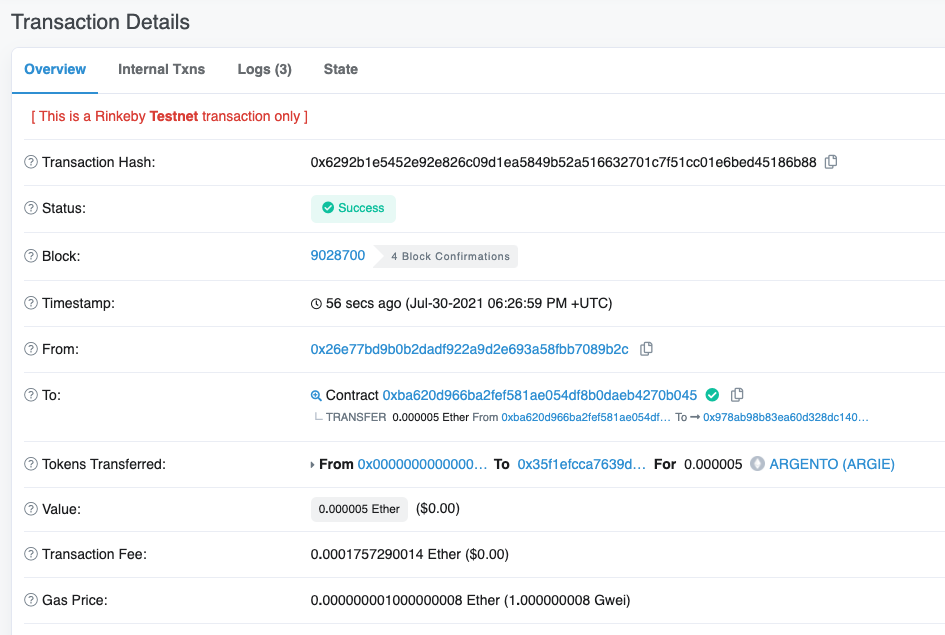 Transaction Details
Overview Internal Txns Logs (3) State
[ This is a Rinkeby Testnet transaction only ]
Transaction Hash: 0x6292b1e5452e92e826c09d1ea5849b52a516632701c7f51cc01e6bed45186b88
Status: Success
Block: 9028700 4 Block Confirmations
Timestamp: 56 secs ago (Jul-30-2021 06:26:59 PM +UTC)
From: 0x26e77bd9b0b2dadf922a9d2e693a58fbb7089b2c
To: Contract 0xba620d966ba2fef581ae054df8b0daeb4270b045
TRANSFER 0.000005 Ether From 0xba620d966ba2fef581ae054df... To → 0x978ab98b83ea60d328dc140...
Tokens Transferred: From 0x0000000000000... To 0x35f1efcca7639d... For 0.000005 ARGENTO (ARGIE)
Value: 0.000005 Ether ($0.00)
Transaction Fee: 0.0001757290014 Ether ($0.00)
Gas Price: 0.000000001000000008 Ether (1.000000008 Gwei)